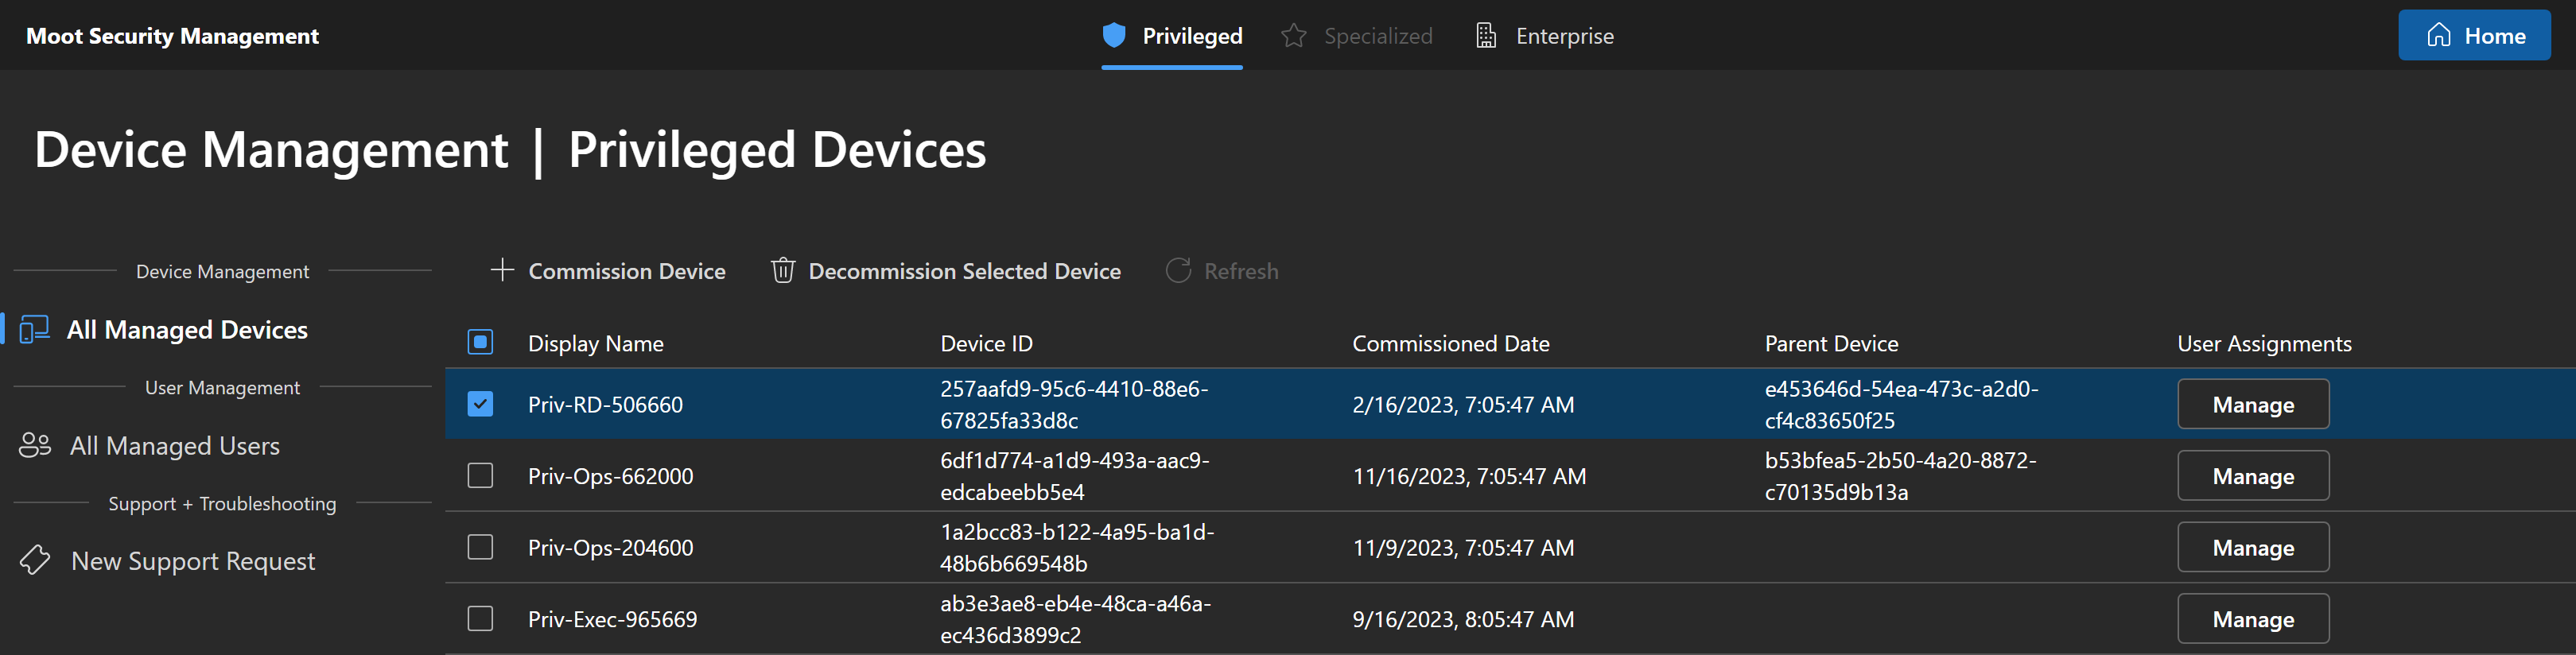 Moot Security Management
Privileged
Specialized
Enterprise
Home
Device Management | Privileged Devices
Device Management
All Managed Devices
User Management
All Managed Users
Support + Troubleshooting
New Support Request
Commission Device
Decommission Selected Device
Refresh
Display Name
Device ID
Commissioned Date
Parent Device
User Assignments
Priv-RD-506660
257aafd9-95c6-4410-88e6-
67825fa33d8c
2/16/2023, 7:05:47 AM
e453646d-54ea-473c-a2d0-
cf4c83650f25
Manage
Priv-Ops-662000
6df1d774-a1d9-493a-aac9-
edcabeebb5e4
11/16/2023, 7:05:47 AM
b53bfea5-2b50-4a20-8872-
c70135d9b13a
Manage
Priv-Ops-204600
1a2bcc83-b122-4a95-ba1d-
48b6b669548b
11/9/2023, 7:05:47 AM
Manage
Priv-Exec-965669
ab3e3ae8-eb4e-48ca-a46a-
ec436d3899c2
9/16/2023, 8:05:47 AM
Manage